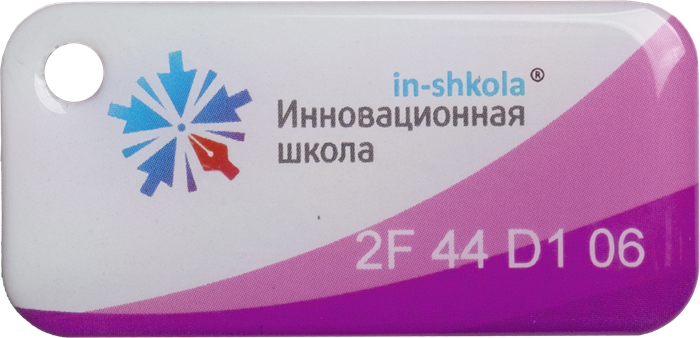 in-shkola®
Инновационная
школа
2F 44 D1 06